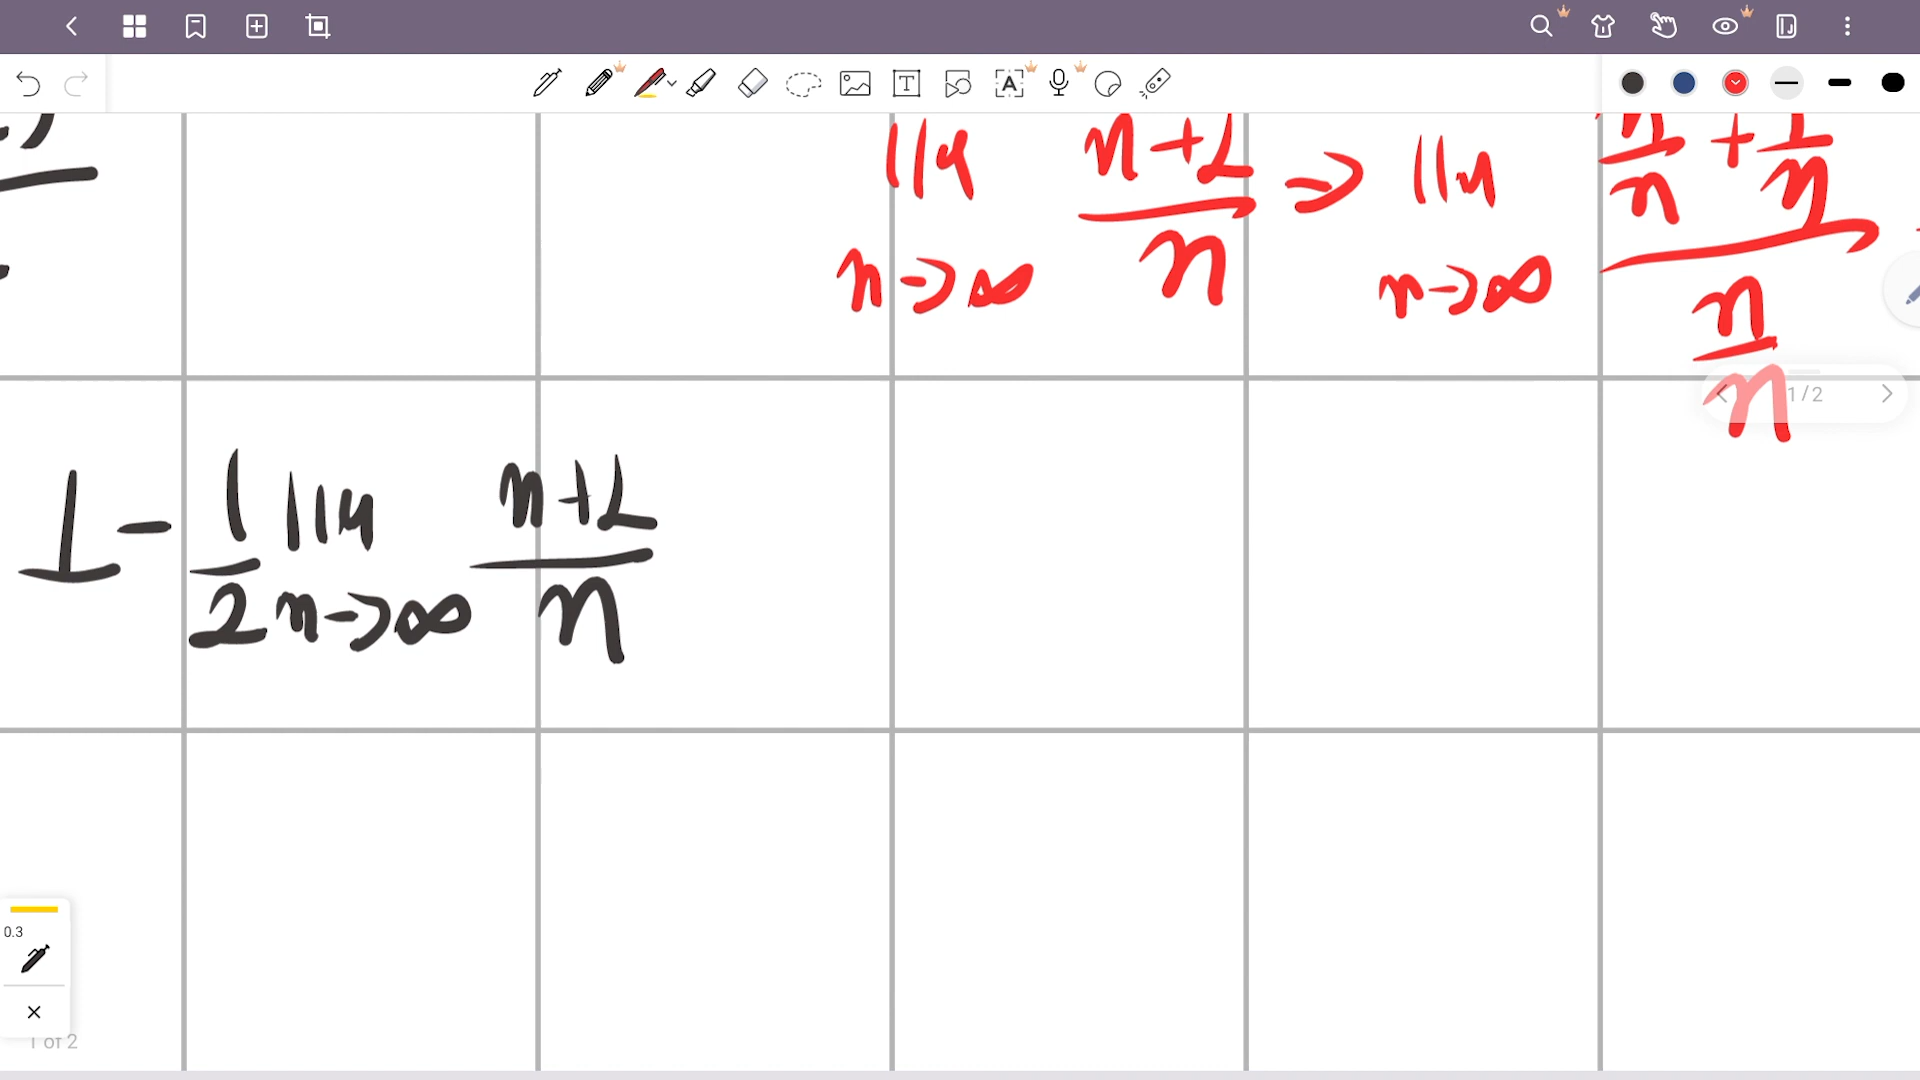 lim n+1/n => lim n/n + 1/n / n/n
n->∞ n->∞
1/2
1 - 1/2 lim n+1/n
n->∞
0.3
1 of 2